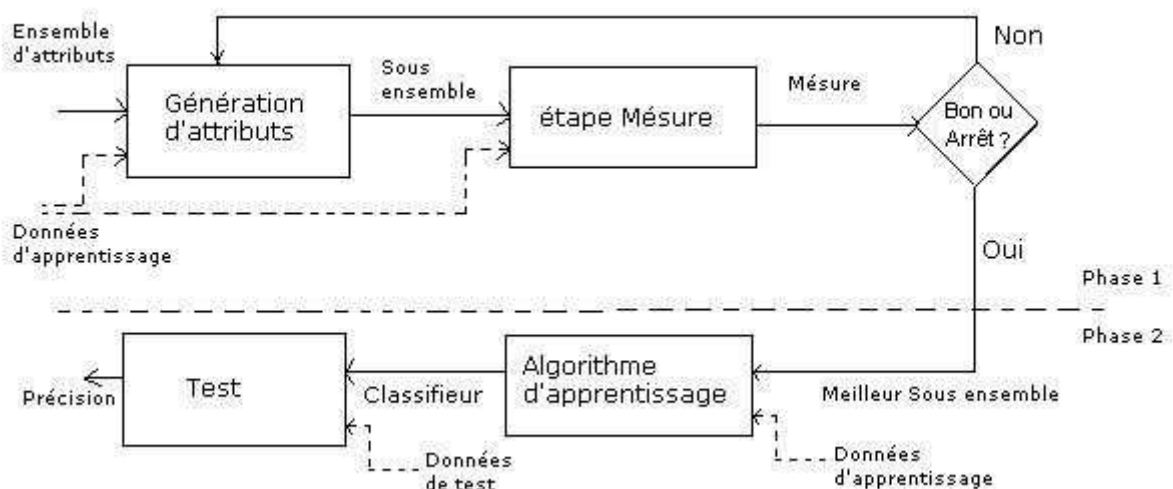 Ensemble
d'attributs
Non
Génération
d'attributs
Sous
ensemble
étape Mésure
Mésure
Bon ou
Arrêt ?
Données
d'apprentissage
Oui
Phase 1
Phase 2
Précision
Test
Classifieur
Algorithme
d'apprentissage
Meilleur Sous ensemble
Données
de test
Données
d'apprentissage